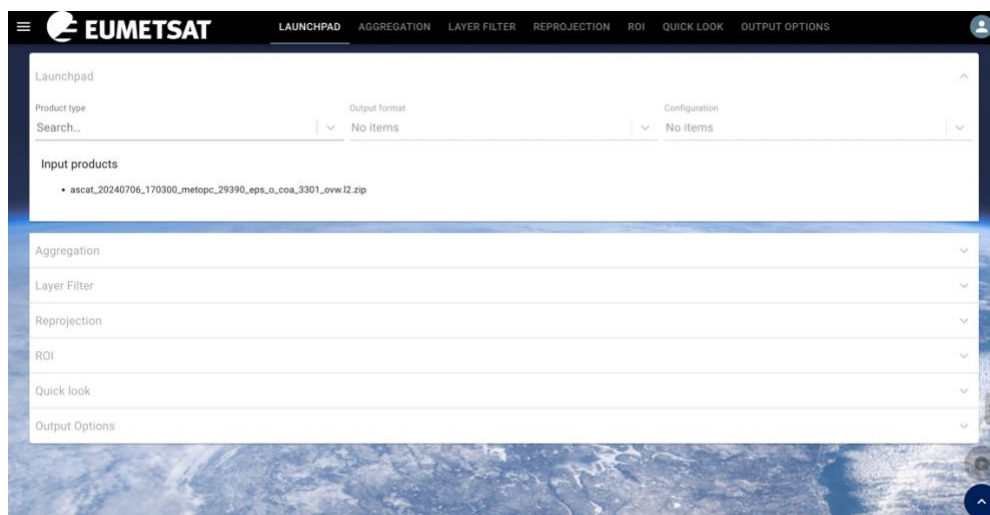 EUMETSAT
LAUNCHPAD AGGREGATION LAYER FILTER REPROJECTION ROI QUICK LOOK OUTPUT OPTIONS
Launchpad
Product type Output format Configuration
Search... No items No items
Input products
• ascat_20240706_170300_metopc_29390_eps_o_coa_3301_ovw.l2.zip
Aggregation
Layer Filter
Reprojection
ROI
Quick look
Output Options